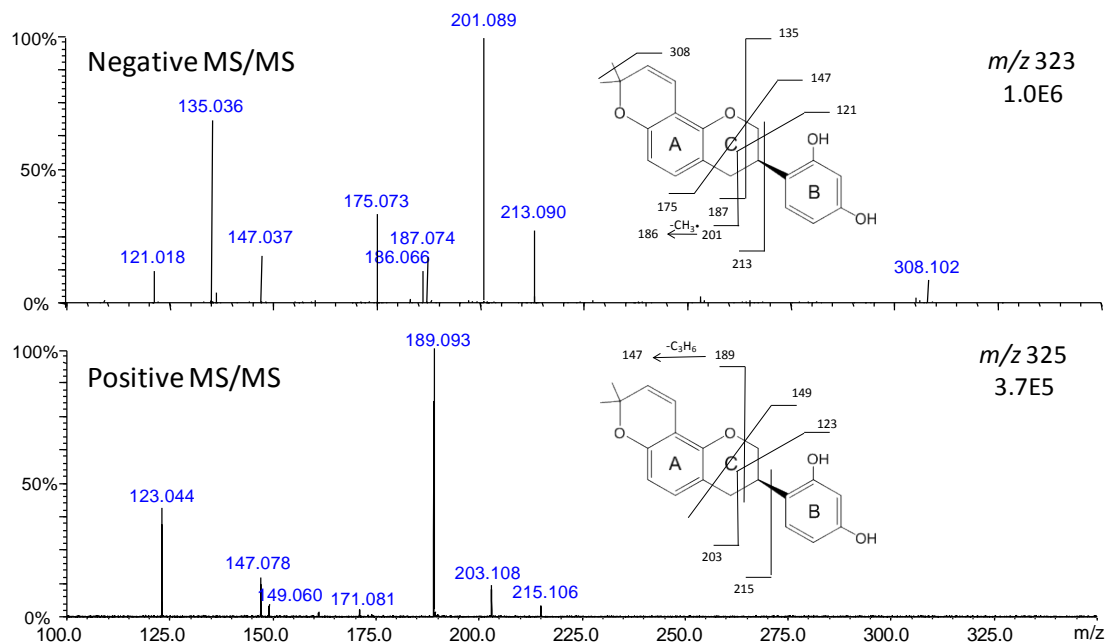 Negative MS/MS
m/z 323
1.0E6
100%
50%
0%
201.089
135.036
175.073
213.090
147.037
187.074
186.066
121.018
308.102
308
135
147
121
O
O
A
C
OH
B
OH
175
187
-CH₃•
186
201
213
Positive MS/MS
m/z 325
3.7E5
100%
50%
0%
189.093
123.044
147.078
149.060
171.081
203.108
215.106
147
-C₃H₆
189
149
123
O
O
A
C
OH
B
OH
203
215
100.0 125.0 150.0 175.0 200.0 225.0 250.0 275.0 300.0 325.0 m/z